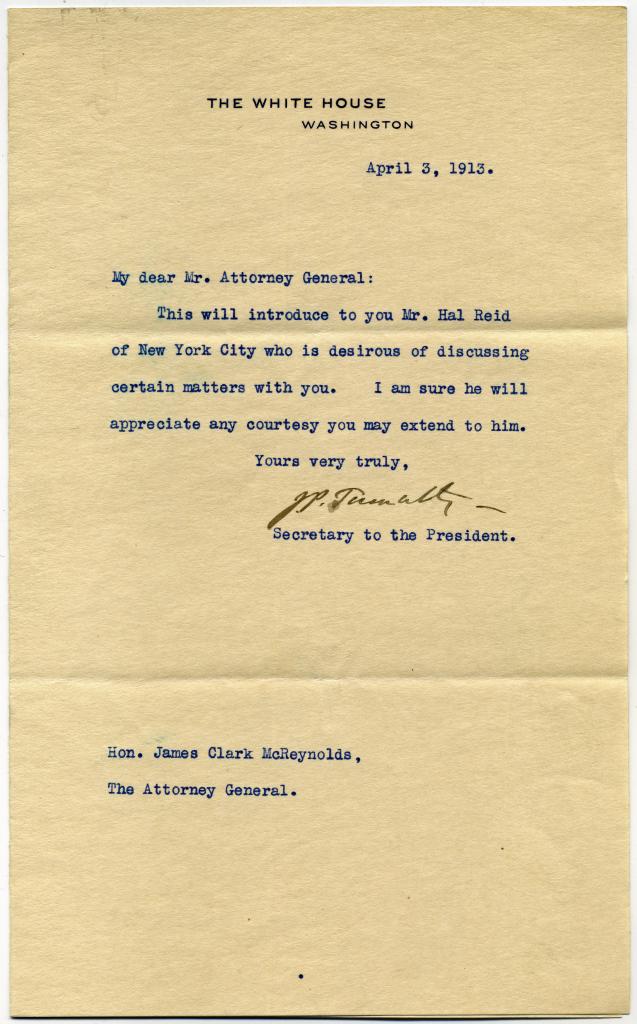 THE WHITE HOUSE
WASHINGTON
April 3, 1913.
My dear Mr. Attorney General:
This will introduce to you Mr. Hal Reid
of New York City who is desirous of discussing
certain matters with you. I am sure he will
appreciate any courtesy you may extend to him.
Yours very truly,
J.P. Tumulty
Secretary to the President.
Hon. James Clark McReynolds,
The Attorney General.